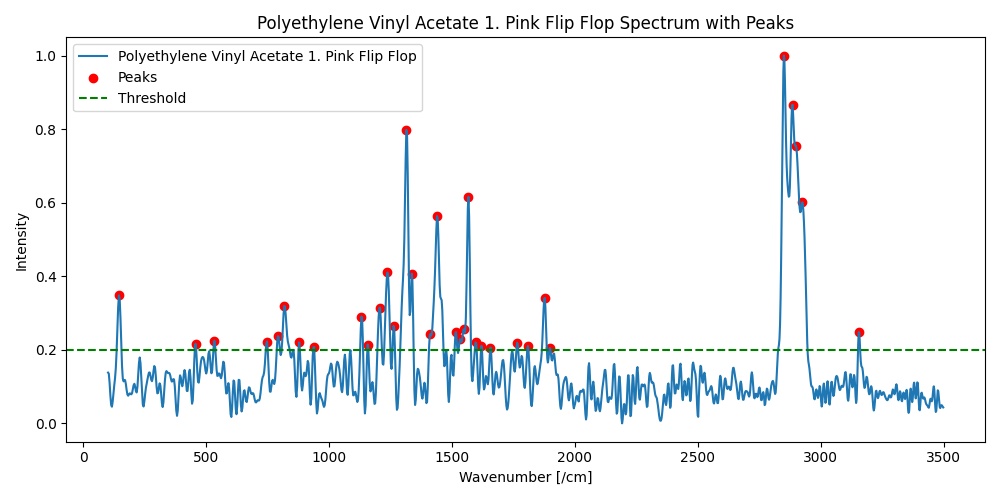 Polyethylene Vinyl Acetate 1. Pink Flip Flop Spectrum with Peaks
Polyethylene Vinyl Acetate 1. Pink Flip Flop
Peaks
Threshold
Intensity
1.0
0.8
0.6
0.4
0.2
0.0
0 500 1000 1500 2000 2500 3000 3500
Wavenumber [/cm]